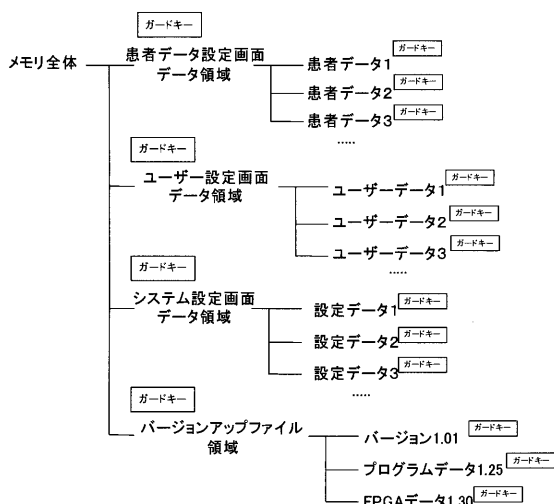 ガードキー
メモリ全体
患者データ設定画面
データ領域
患者データ1 ガードキー
患者データ2 ガードキー
患者データ3 ガードキー
.....
ガードキー
ユーザー設定画面
データ領域
ユーザーデータ1 ガードキー
ユーザーデータ2 ガードキー
ユーザーデータ3 ガードキー
.....
ガードキー
システム設定画面
データ領域
設定データ1 ガードキー
設定データ2 ガードキー
設定データ3 ガードキー
.....
ガードキー
バージョンアップファイル
領域
バージョン1.01 ガードキー
プログラムデータ1.25 ガードキー
FPGAデータ1.30 ガードキー